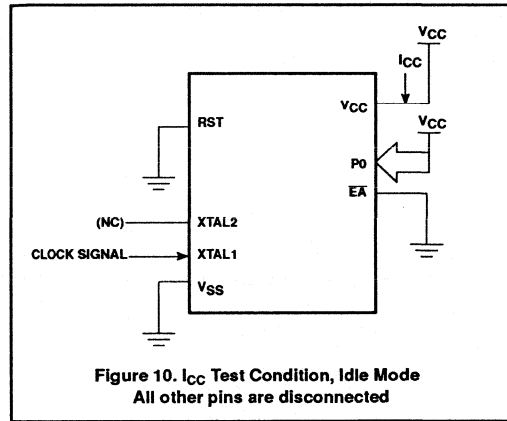 VCC
ICC
VCC
RST
VCC
P0
EA
(NC)
XTAL2
CLOCK SIGNAL
XTAL1
VSS
Figure 10. ICC Test Condition, Idle Mode
All other pins are disconnected